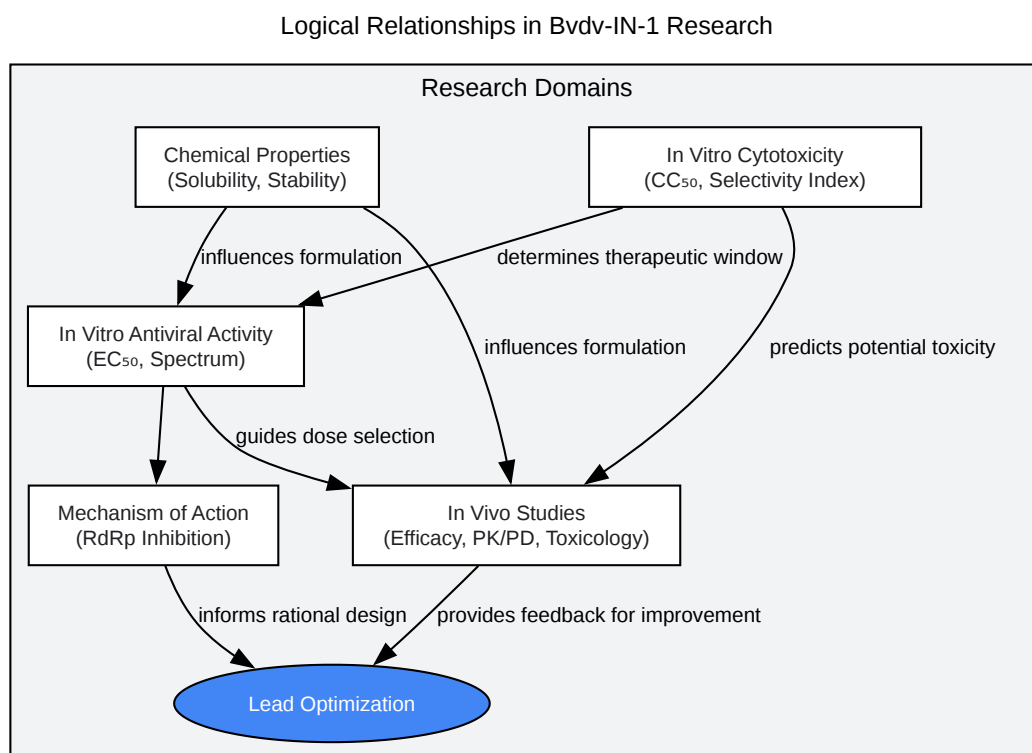 Logical Relationships in Bvdv-IN-1 Research
Research Domains
Chemical Properties
(Solubility, Stability)
In Vitro Cytotoxicity
(CC₅₀, Selectivity Index)
influences formulation
determines therapeutic window
In Vitro Antiviral Activity
(EC₅₀, Spectrum)
influences formulation
predicts potential toxicity
guides dose selection
Mechanism of Action
(RdRp Inhibition)
In Vivo Studies
(Efficacy, PK/PD, Toxicology)
informs rational design
provides feedback for improvement
Lead Optimization